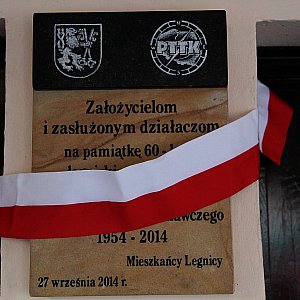 PTTK
Założycielom
i zasłużonym działaczom
na pamiątkę 60-
1954 - 2014
Mieszkańcy Legnicy
27 września 2014 r.